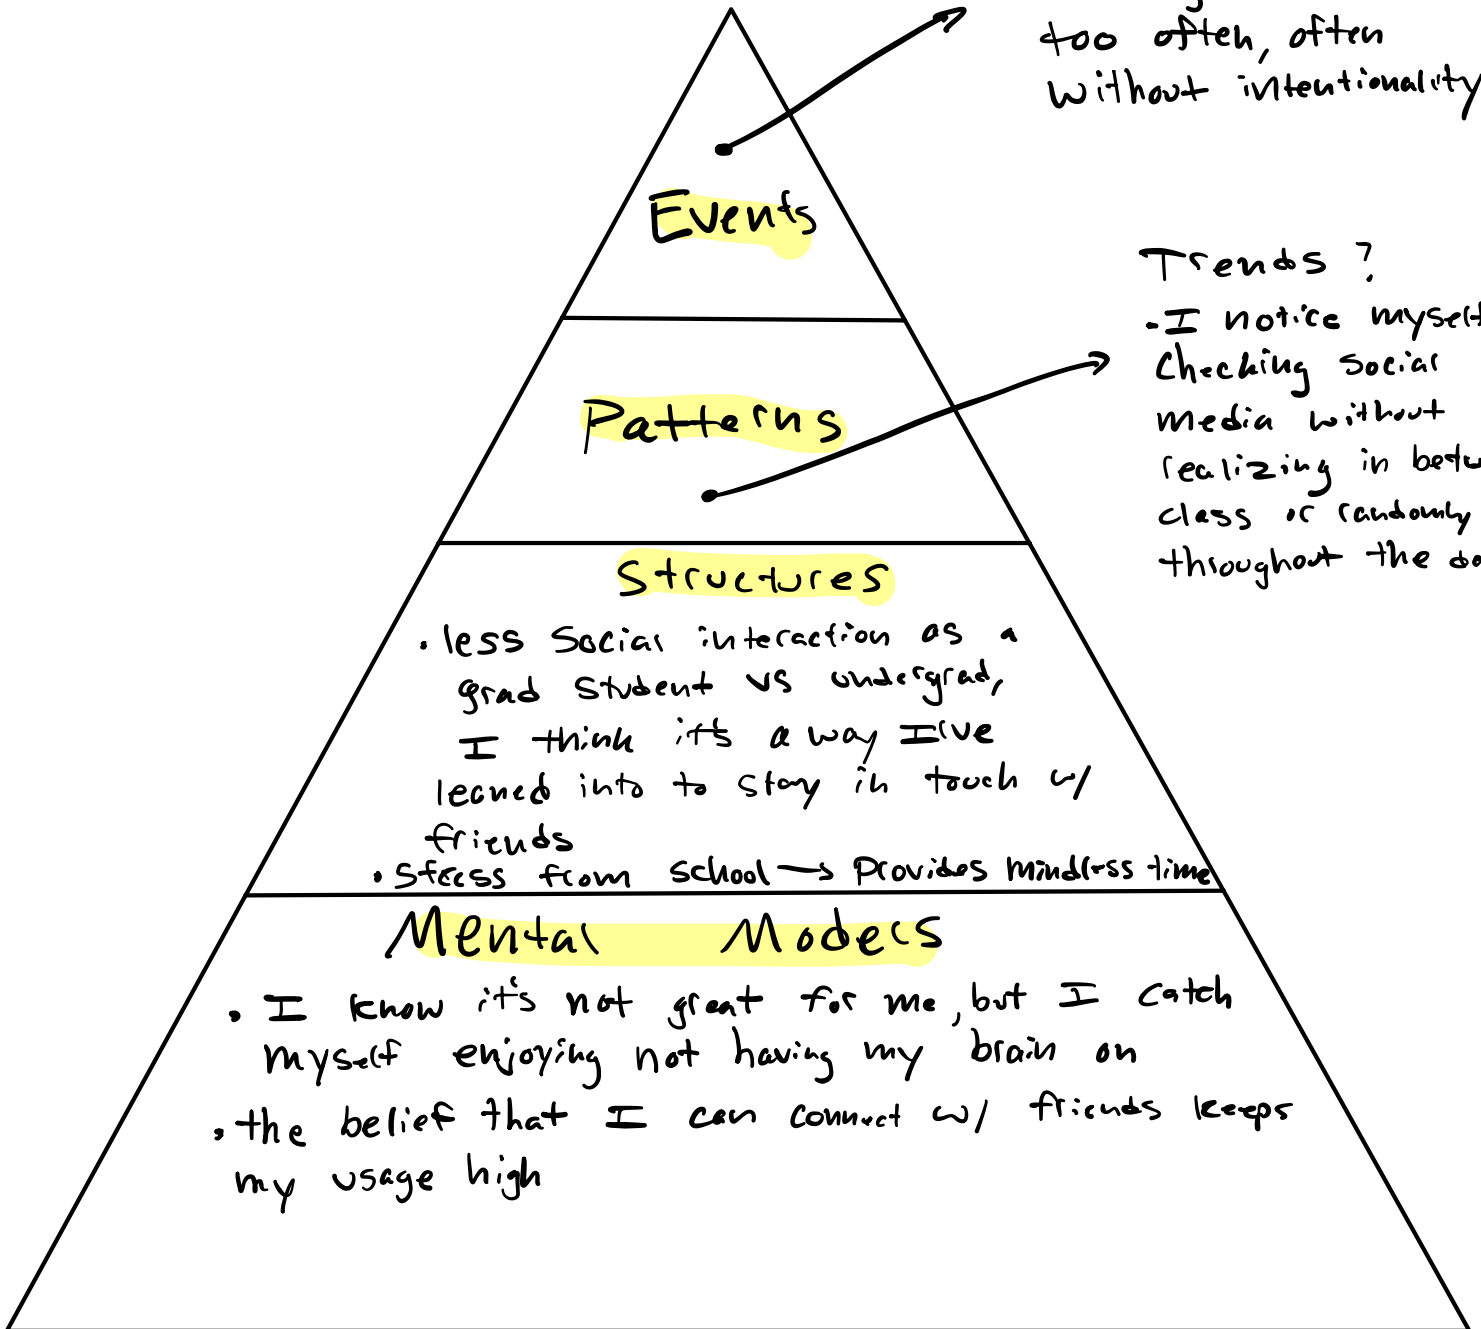 too often, often
without intentionality
Events
Trends?
- I notice myself
Checking Social
Patterns
media without
realizing in
class or randomly
throughout the
Structures
• less Social interaction as a
grad student vs undergrad,
I think it's a way I've
leaned into to stay in touch w/
friends
• Stress from school → Provides mindless time
Mental Models
• I know it's not great for me, but I catch
myself enjoying not having my brain on
• the belief that I can connect w/ friends keeps
my usage high